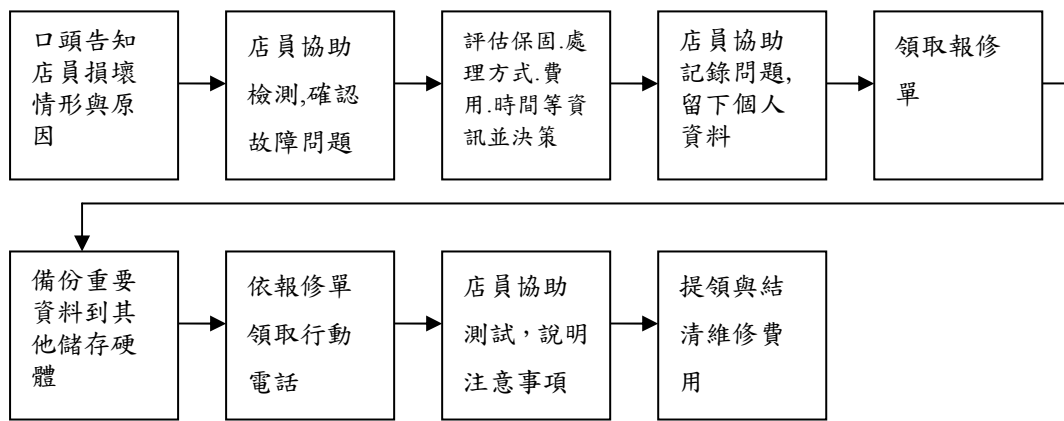 口頭告知
店員損壞
情形與原
因
店員協助
檢測,確認
故障問題
評估保固.處
理方式.費
用.時間等資
訊並決策
店員協助
記錄問題,
留下個人
資料
領取報修
單
備份重要
資料到其
他儲存硬
體
依報修單
領取行動
電話
店員協助
測試，說明
注意事項
提領與結
清維修費
用